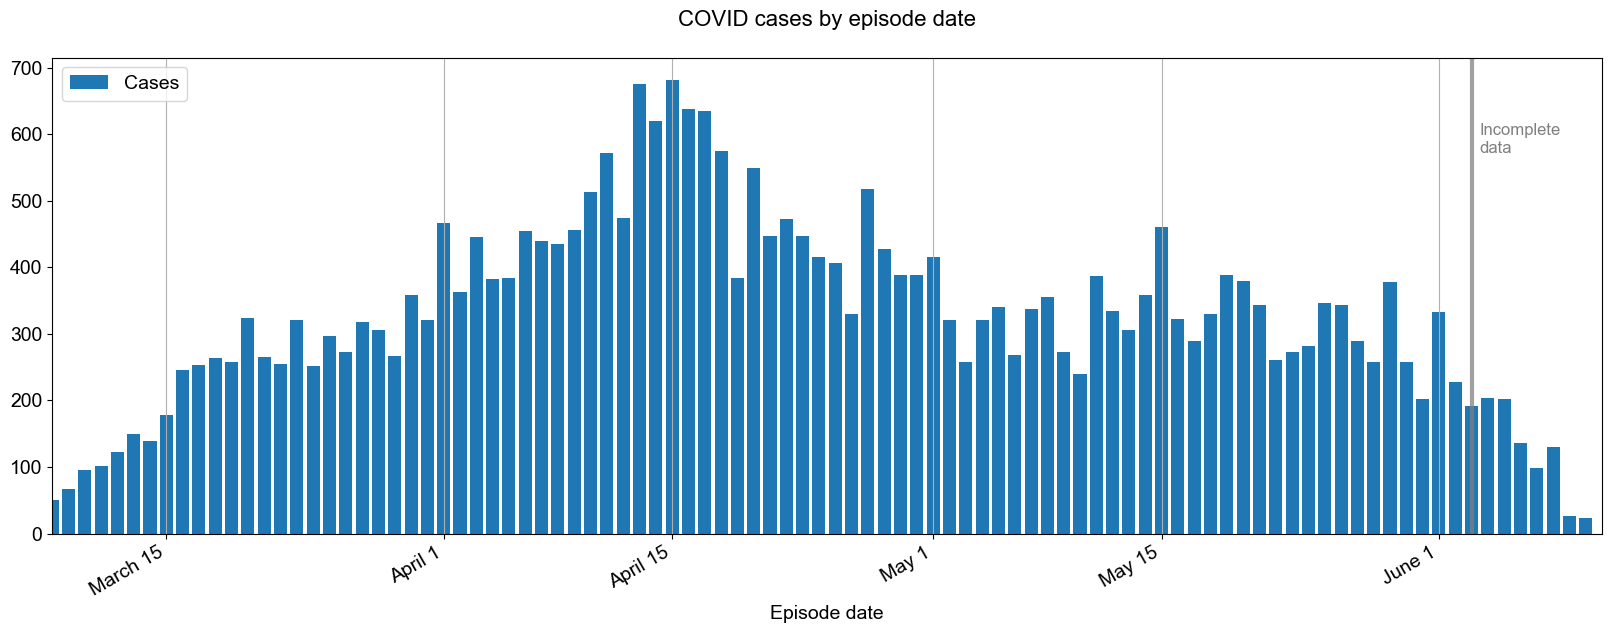 COVID cases by episode date
Cases
700
600
500
400
300
200
100
0
Incomplete
data
March 15
April 1
April 15
May 1
May 15
June 1
Episode date